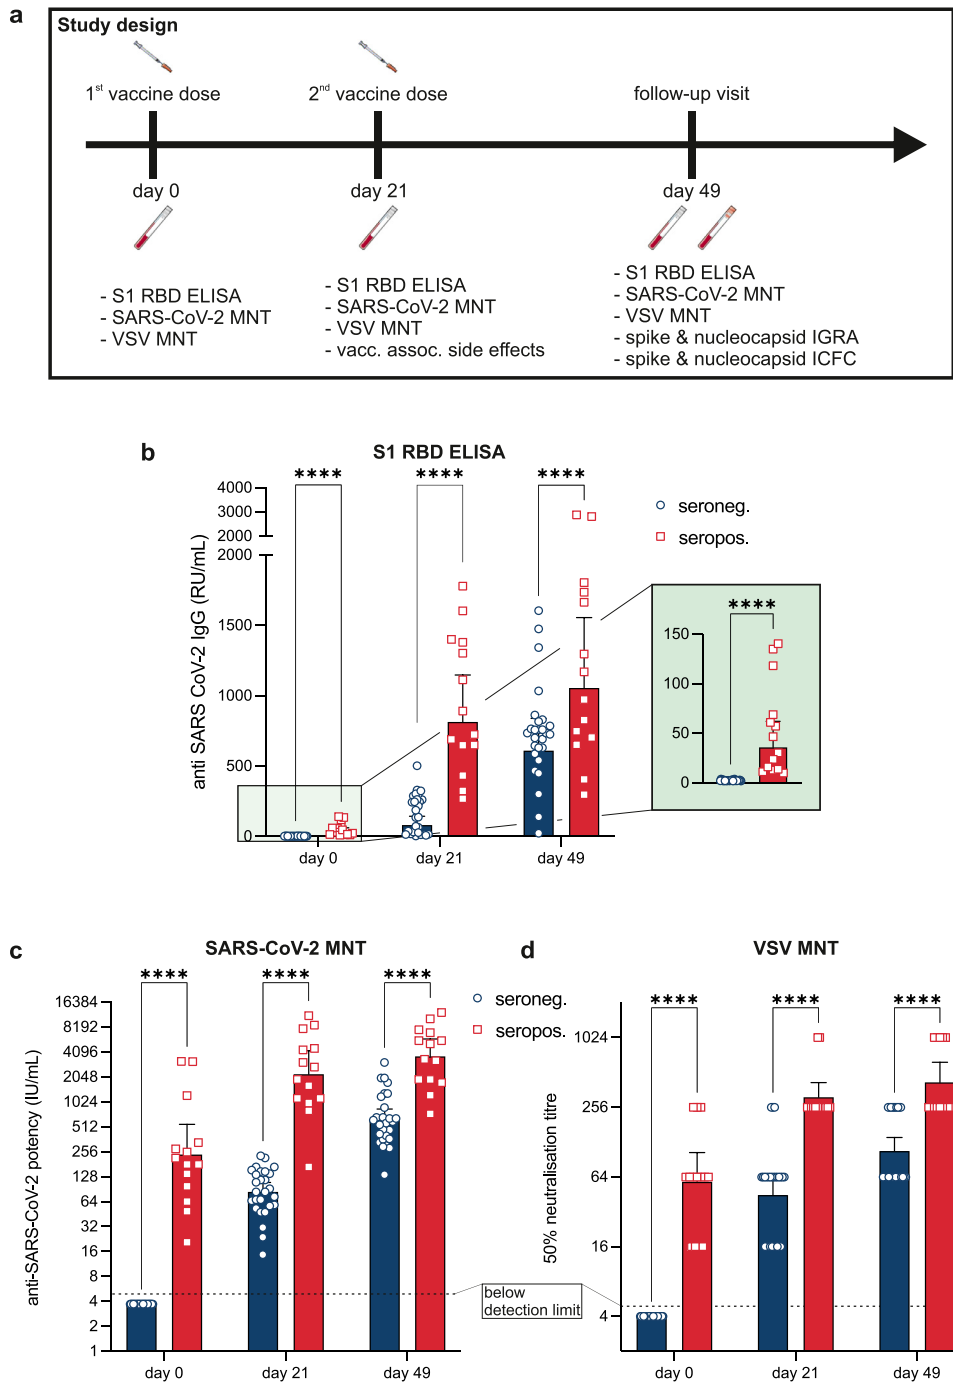 a
Study design
1st vaccine dose
2nd vaccine dose
follow-up visit
day 0
day 21
day 49
- S1 RBD ELISA
- SARS-CoV-2 MNT
- VSV MNT
- S1 RBD ELISA
- SARS-CoV-2 MNT
- VSV MNT
- vacc. assoc. side effects
- S1 RBD ELISA
- SARS-CoV-2 MNT
- VSV MNT
- spike & nucleocapsid IGRA
- spike & nucleocapsid ICFC
b
S1 RBD ELISA
**** **** ****
anti SARS CoV-2 IgG (RU/mL)
4000
3000
2000
2000
1500
1000
500
0
day 0
day 21
day 49
seroneg.
seropos.
****
150
100
50
0
c
SARS-CoV-2 MNT
**** **** ****
anti-SARS-CoV-2 potency (IU/mL)
16384
8192
4096
2048
1024
512
256
128
64
32
16
8
4
2
1
day 0
day 21
day 49
seroneg.
seropos.
below
detection limit
d
VSV MNT
**** **** ****
50% neutralisation titre
1024
256
64
16
4
day 0
day 21
day 49